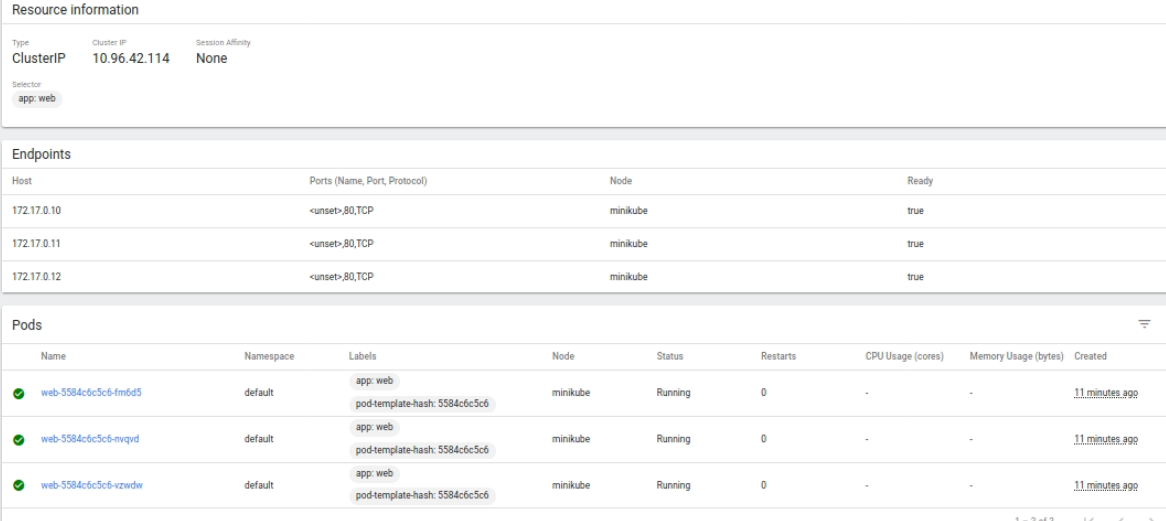 Resource information
Type Cluster IP Session Affinity
ClusterIP 10.96.42.114 None
Selector
app: web
Endpoints
Host Ports (Name, Port, Protocol) Node Ready
172.17.0.10 <unset>,80,TCP minikube true
172.17.0.11 <unset>,80,TCP minikube true
172.17.0.12 <unset>,80,TCP minikube true
Pods
Name Namespace Labels Node Status Restarts CPU Usage (cores) Memory Usage (bytes) Created
app: web
web-5584c6c5c6-fm6d5 default minikube Running 0 - - 11 minutes ago
pod-template-hash: 5584c6c5c6
app: web
web-5584c6c5c6-nvqvd default minikube Running 0 - - 11 minutes ago
pod-template-hash: 5584c6c5c6
app: web
web-5584c6c5c6-vzwdw default minikube Running 0 - - 11 minutes ago
pod-template-hash: 5584c6c5c6